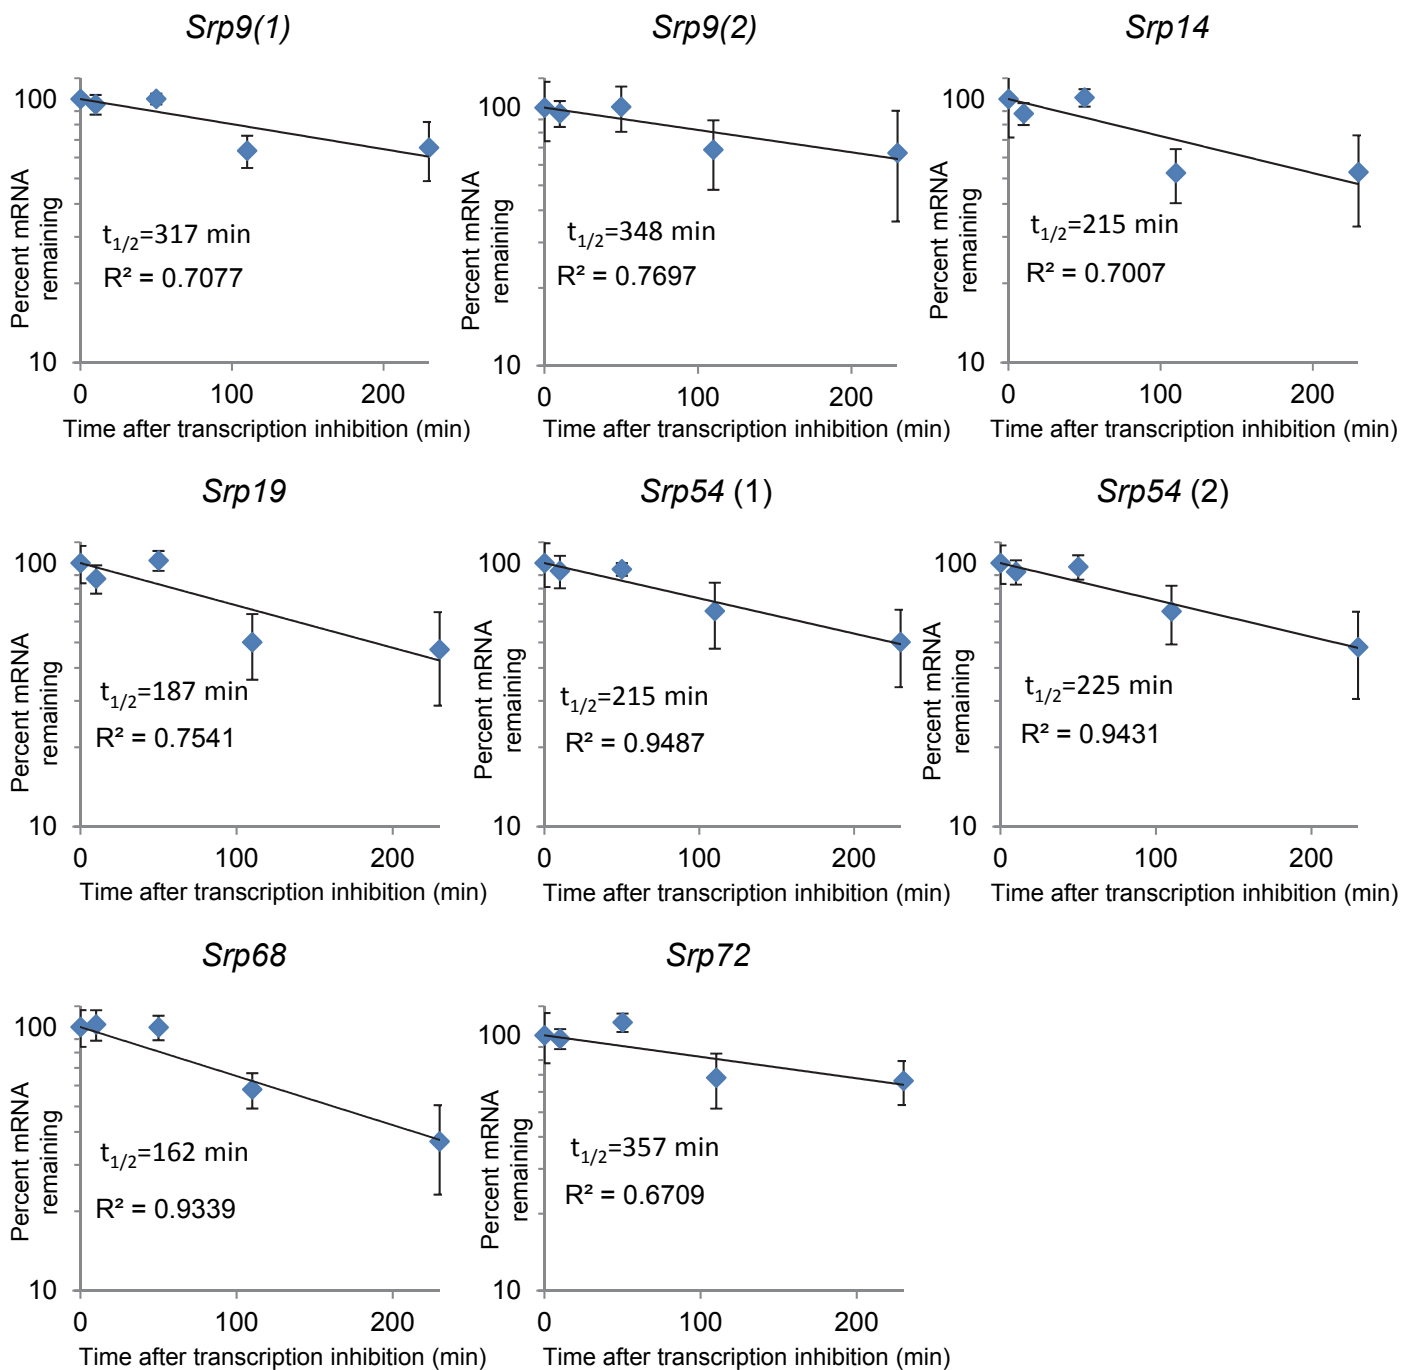 Srp9(1)
Percent mRNA
remaining
100
10
t1/2=317 min
R² = 0.7077
0 100 200
Time after transcription inhibition (min)
Srp9(2)
Percent mRNA
remaining
100
10
t1/2=348 min
R² = 0.7697
0 100 200
Time after transcription inhibition (min)
Srp14
Percent mRNA
remaining
100
10
t1/2=215 min
R² = 0.7007
0 100 200
Time after transcription inhibition (min)
Srp19
Percent mRNA
remaining
100
10
t1/2=187 min
R² = 0.7541
0 100 200
Time after transcription inhibition (min)
Srp54 (1)
Percent mRNA
remaining
100
10
t1/2=215 min
R² = 0.9487
0 100 200
Time after transcription inhibition (min)
Srp54 (2)
Percent mRNA
remaining
100
10
t1/2=225 min
R² = 0.9431
0 100 200
Time after transcription inhibition (min)
Srp68
Percent mRNA
remaining
100
10
t1/2=162 min
R² = 0.9339
0 100 200
Time after transcription inhibition (min)
Srp72
Percent mRNA
remaining
100
10
t1/2=357 min
R² = 0.6709
0 100 200
Time after transcription inhibition (min)